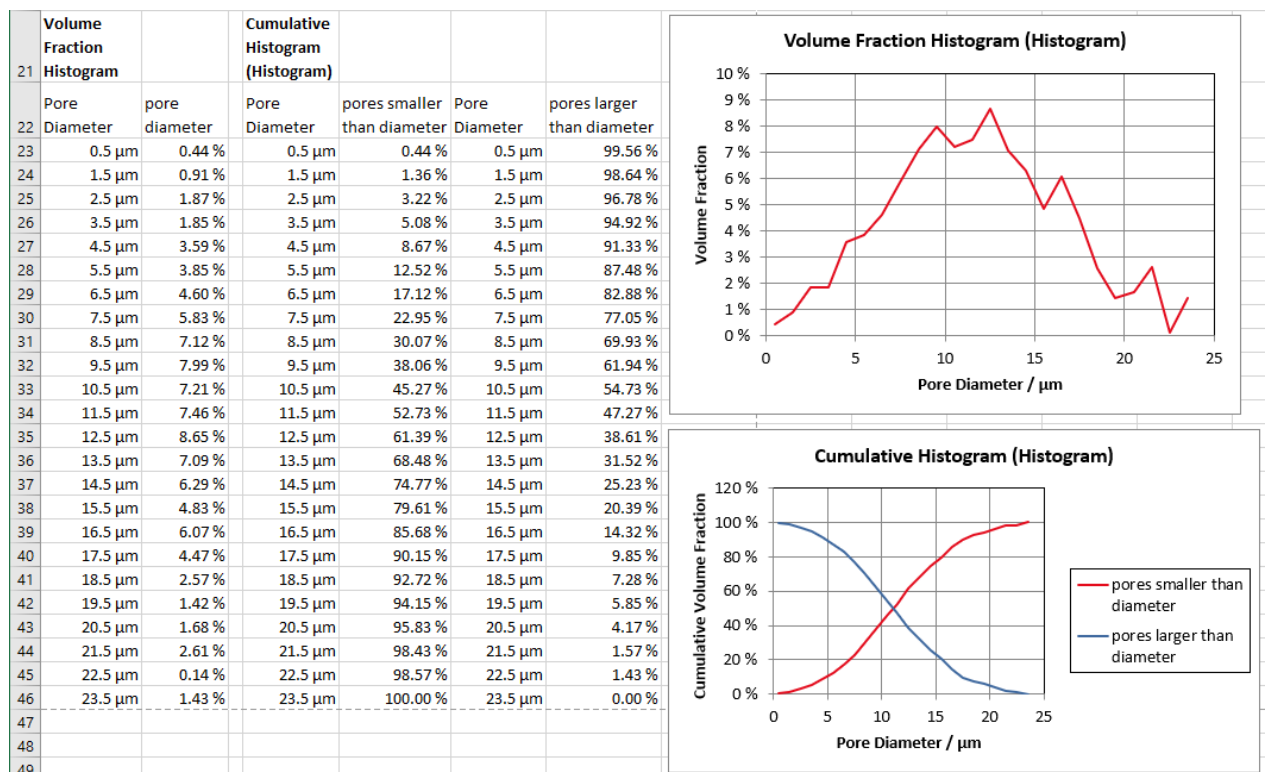 Volume
Fraction
21 Histogram
Cumulative
Histogram
(Histogram)
22 Pore Diameter pore diameter Pore Diameter pores smaller than diameter Pore Diameter pores larger than diameter
23 0.5 µm 0.44 % 0.5 µm 0.44 % 0.5 µm 99.56 %
24 1.5 µm 0.91 % 1.5 µm 1.36 % 1.5 µm 98.64 %
25 2.5 µm 1.87 % 2.5 µm 3.22 % 2.5 µm 96.78 %
26 3.5 µm 1.85 % 3.5 µm 5.08 % 3.5 µm 94.92 %
27 4.5 µm 3.59 % 4.5 µm 8.67 % 4.5 µm 91.33 %
28 5.5 µm 3.85 % 5.5 µm 12.52 % 5.5 µm 87.48 %
29 6.5 µm 4.60 % 6.5 µm 17.12 % 6.5 µm 82.88 %
30 7.5 µm 5.83 % 7.5 µm 22.95 % 7.5 µm 77.05 %
31 8.5 µm 7.12 % 8.5 µm 30.07 % 8.5 µm 69.93 %
32 9.5 µm 7.99 % 9.5 µm 38.06 % 9.5 µm 61.94 %
33 10.5 µm 7.21 % 10.5 µm 45.27 % 10.5 µm 54.73 %
34 11.5 µm 7.46 % 11.5 µm 52.73 % 11.5 µm 47.27 %
35 12.5 µm 8.65 % 12.5 µm 61.39 % 12.5 µm 38.61 %
36 13.5 µm 7.09 % 13.5 µm 68.48 % 13.5 µm 31.52 %
37 14.5 µm 6.29 % 14.5 µm 74.77 % 14.5 µm 25.23 %
38 15.5 µm 4.83 % 15.5 µm 79.61 % 15.5 µm 20.39 %
39 16.5 µm 6.07 % 16.5 µm 85.68 % 16.5 µm 14.32 %
40 17.5 µm 4.47 % 17.5 µm 90.15 % 17.5 µm 9.85 %
41 18.5 µm 2.57 % 18.5 µm 92.72 % 18.5 µm 7.28 %
42 19.5 µm 1.42 % 19.5 µm 94.15 % 19.5 µm 5.85 %
43 20.5 µm 1.68 % 20.5 µm 95.83 % 20.5 µm 4.17 %
44 21.5 µm 2.61 % 21.5 µm 98.43 % 21.5 µm 1.57 %
45 22.5 µm 0.14 % 22.5 µm 98.57 % 22.5 µm 1.43 %
46 23.5 µm 1.43 % 23.5 µm 100.00 % 23.5 µm 0.00 %
47
48
49
Volume Fraction Histogram (Histogram)
Volume Fraction
10 %
9 %
8 %
7 %
6 %
5 %
4 %
3 %
2 %
1 %
0 %
0 5 10 15 20 25
Pore Diameter / µm
Cumulative Histogram (Histogram)
Cumulative Volume Fraction
120 %
100 %
80 %
60 %
40 %
20 %
0 %
0 5 10 15 20 25
Pore Diameter / µm
pores smaller than
diameter
pores larger than
diameter